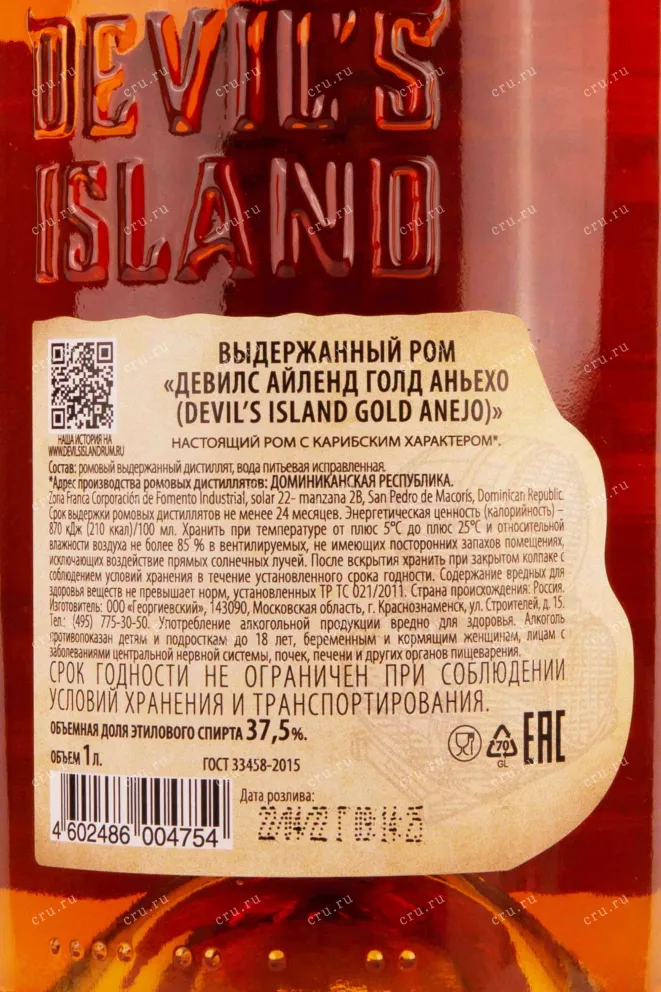 DEVIL'S
ISLAND
ВЫДЕРЖАННЫЙ РОМ
«ДЕВИЛС АЙЛЕНД ГОЛД АНЬЕХО
(DEVIL'S ISLAND GOLD ANEJO)»
НАСТОЯЩИЙ РОМ С КАРИБСКИМ ХАРАКТЕРОМ*.
НАША ИСТОРИЯ НА
WWW.DEVILSISLANDRUM.RU
Состав: ромовый выдержанный дистиллят, вода питьевая исправленная.
*Адрес производства ромовых дистиллятов: ДОМИНИКАНСКАЯ РЕСПУБЛИКА.
Zona Franca Corporación de Fomento Industrial, solar 22- manzana 2B, San Pedro de Macorís, Dominican Republic.
Срок выдержки ромовых дистиллятов не менее 24 месяцев. Энергетическая ценность (калорийность) –
870 кДж (210 ккал)/100 мл. Хранить при температуре от плюс 5°С до плюс 25°С и относительной
влажности воздуха не более 85 % в вентилируемых, не имеющих посторонних запахов помещениях,
исключающих воздействие прямых солнечных лучей. После вскрытия хранить при закрытом колпаке с
соблюдением условий хранения в течение установленного срока годности. Содержание вредных для
здоровья веществ не превышает норм, установленных ТР ТС 021/2011. Страна происхождения: Россия.
Изготовитель: ООО «Георгиевский», 143090, Московская область, г. Краснознаменск, ул. Строителей, д. 15.
Тел.: (495) 775-30-50. Употребление алкогольной продукции вредно для здоровья. Алкоголь
противопоказан детям и подросткам до 18 лет, беременным и кормящим женщинам, лицам с
заболеваниями центральной нервной системы, почек, печени и других органов пищеварения.
СРОК ГОДНОСТИ НЕ ОГРАНИЧЕН ПРИ СОБЛЮДЕНИИ
УСЛОВИЙ ХРАНЕНИЯ И ТРАНСПОРТИРОВАНИЯ.
ОБЪЕМНАЯ ДОЛЯ ЭТИЛОВОГО СПИРТА 37,5%.
ОБЪЕМ 1 Л.
ГОСТ 33458-2015
70
GL
EAC
4 602486 004754
Дата розлива:
22/04/22 Г 09:14:25
cru.ru